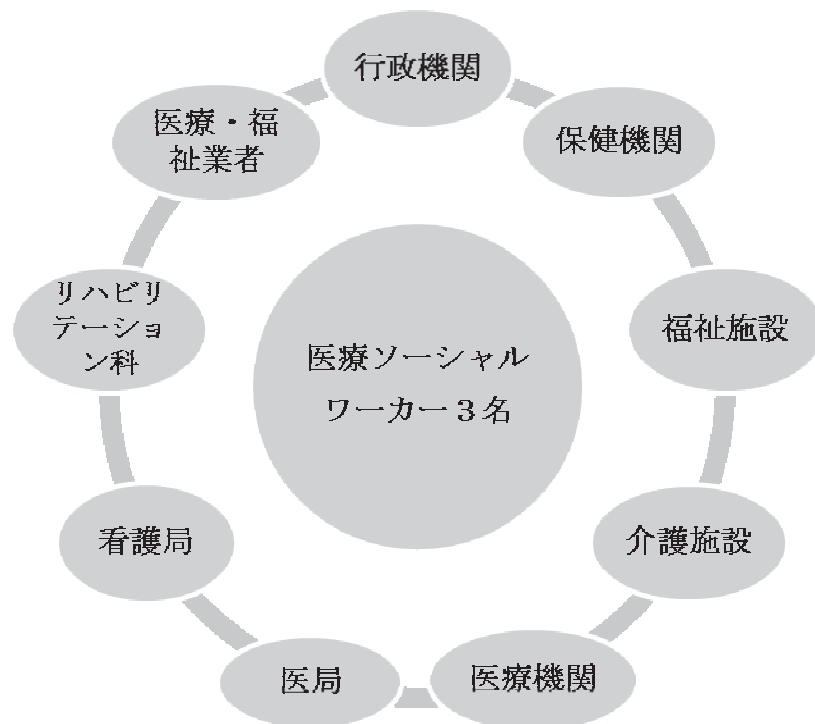 行政機関
保健機関
福祉施設
介護施設
医療機関
医局
看護局
リハビリ
テーショ
ン科
医療・福
祉業者
医療ソーシャル
ワーカー３名